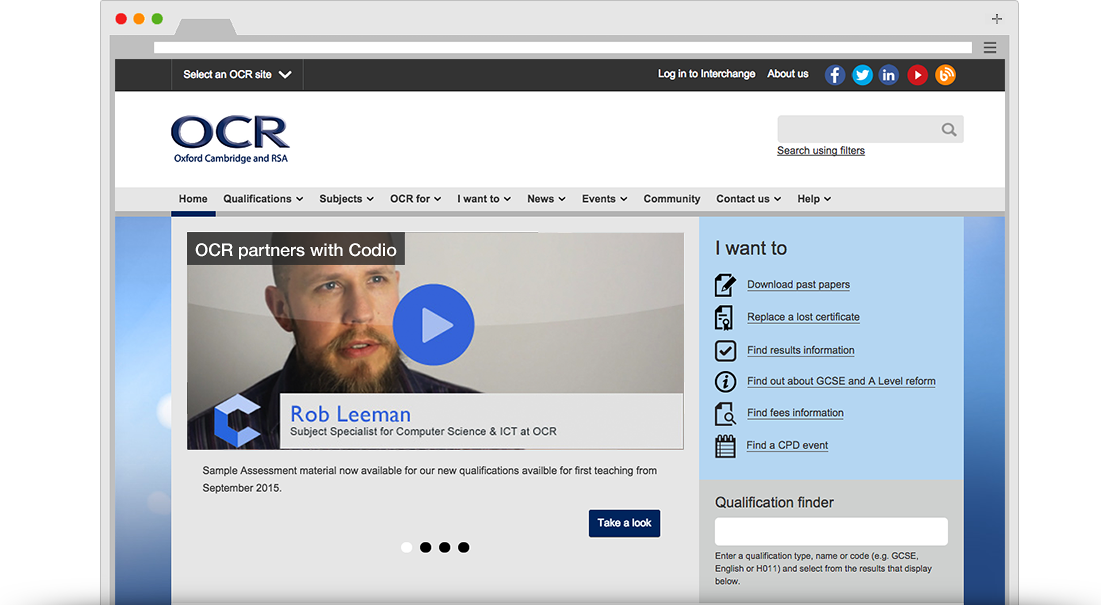 Select an OCR site
Log in to Interchange About us
OCR
Oxford Cambridge and RSA
Search using filters
Home Qualifications Subjects OCR for I want to News Events Community Contact us Help
OCR partners with Codio
Rob Leeman
Subject Specialist for Computer Science & ICT at OCR
Sample Assessment material now available for our new qualifications availble for first teaching from
September 2015.
Take a look
I want to
Download past papers
Replace a lost certificate
Find results information
Find out about GCSE and A Level reform
Find fees information
Find a CPD event
Qualification finder
Enter a qualification type, name or code (e.g. GCSE,
English or H011) and select from the results that display
below.